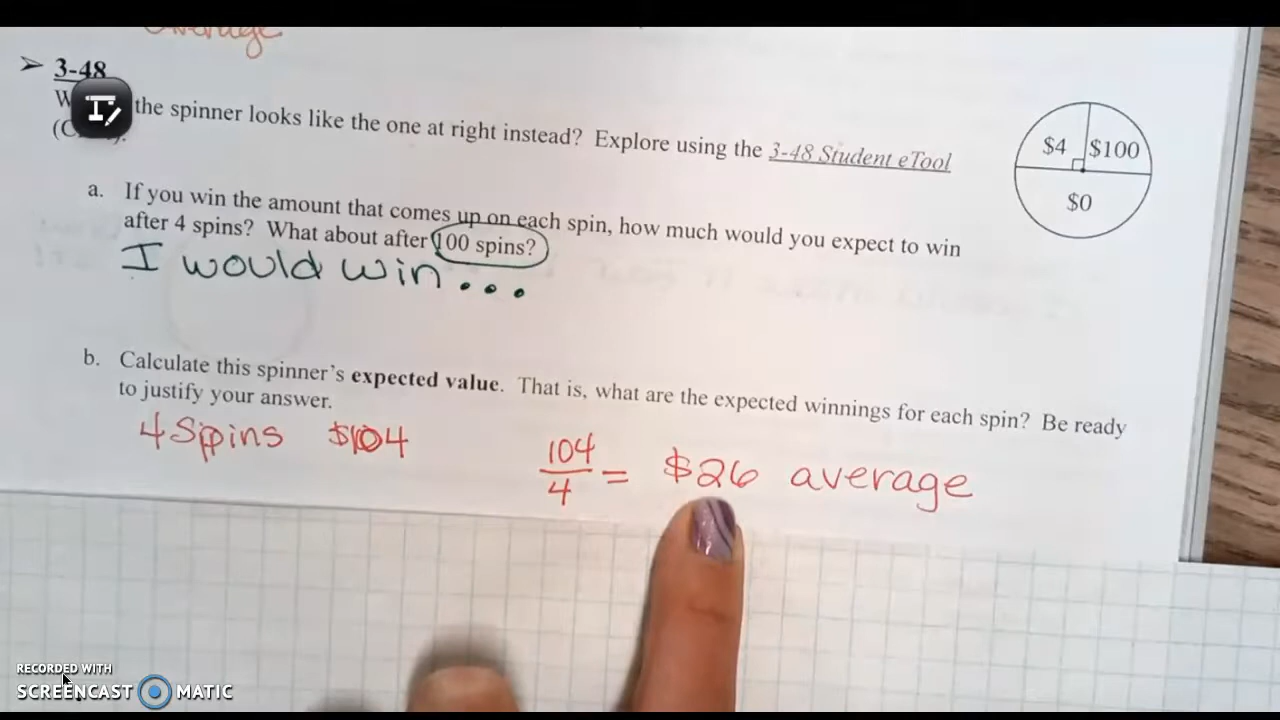 average
3-48
the spinner looks like the one at right instead? Explore using the 3-48 Student eTool
$4 $100
$0
a. If you win the amount that comes up on each spin, how much would you expect to win
after 4 spins? What about after 100 spins?
I would win...
b. Calculate this spinner's expected value. That is, what are the expected winnings for each spin? Be ready
to justify your answer.
4 Spins $104
104
4
= $26 average
RECORDED WITH
SCREENCAST MATIC